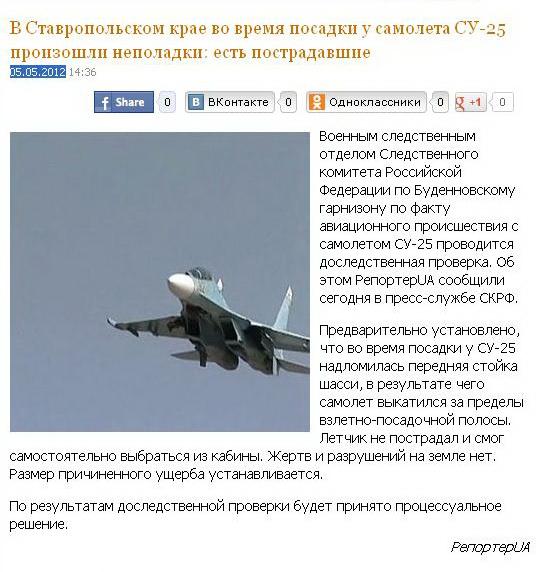 В Ставропольском крае во время посадки у самолета СУ-25
произошли неполадки: есть пострадавшие
05.05.2012 14:36
Share 0 ВКонтакте 0 Одноклассники 0 +1 0
Военным следственным
отделом Следственного
комитета Российской
Федерации по Буденновскому
гарнизону по факту
авиационного происшествия с
самолетом СУ-25 проводится
доследственная проверка. Об
этом РепортерUA сообщили
сегодня в пресс-службе СКРФ.
Предварительно установлено,
что во время посадки у СУ-25
надломилась передняя стойка
шасси, в результате чего
самолет выкатился за пределы
взлетно-посадочной полосы.
Летчик не пострадал и смог
самостоятельно выбраться из кабины. Жертв и разрушений на земле нет.
Размер причиненного ущерба устанавливается.
По результатам доследственной проверки будет принято процессуальное
решение.
РепортерUA